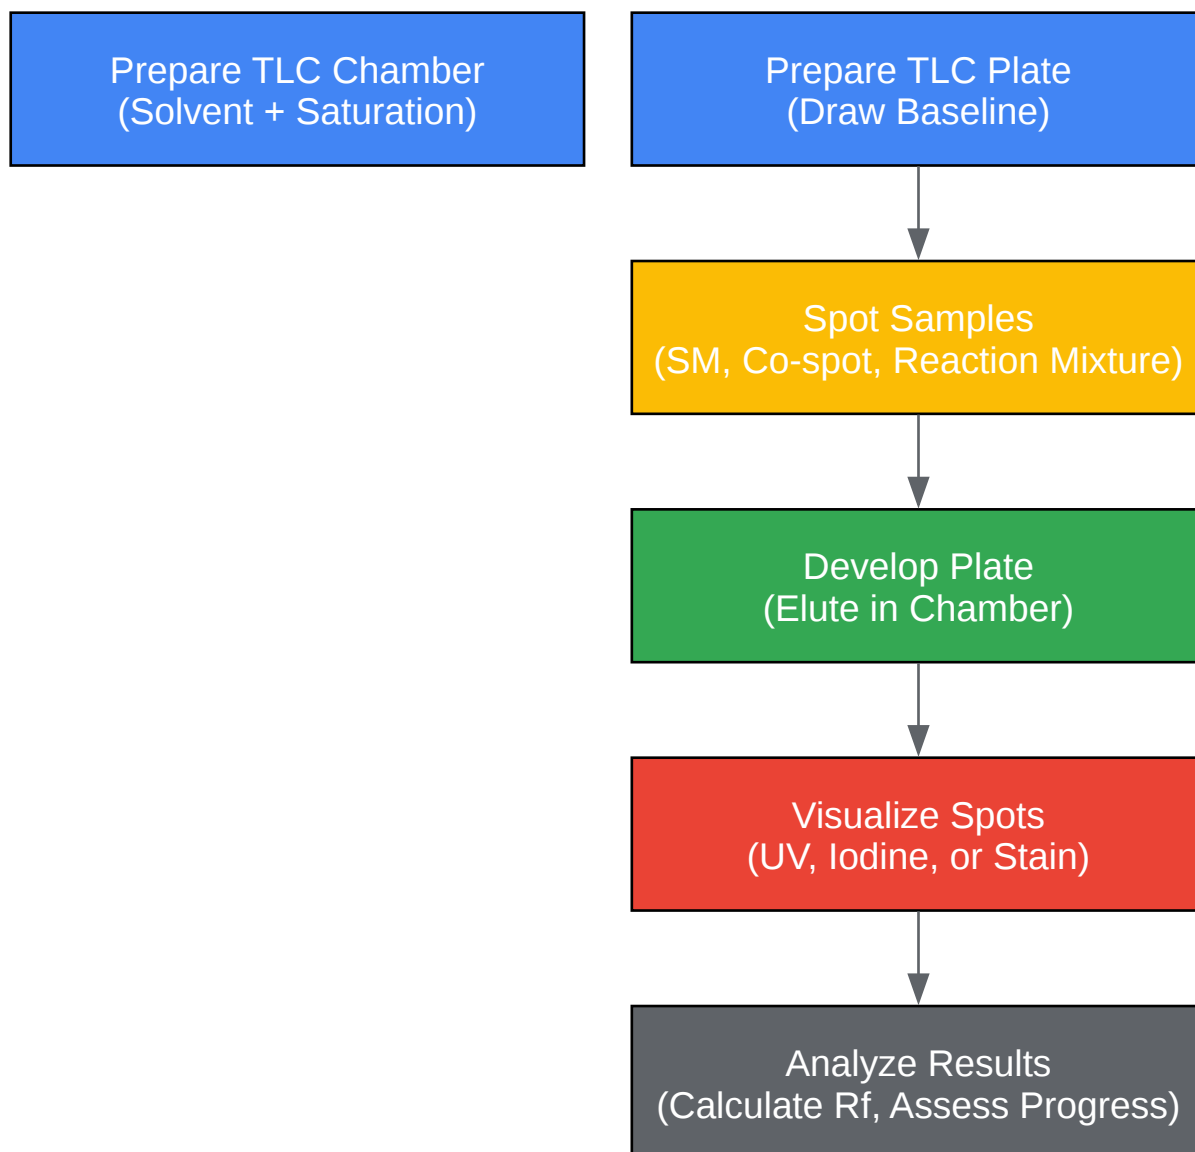 Prepare TLC Chamber
(Solvent + Saturation)
Prepare TLC Plate
(Draw Baseline)
Spot Samples
(SM, Co-spot, Reaction Mixture)
Develop Plate
(Elute in Chamber)
Visualize Spots
(UV, Iodine, or Stain)
Analyze Results
(Calculate Rf, Assess Progress)